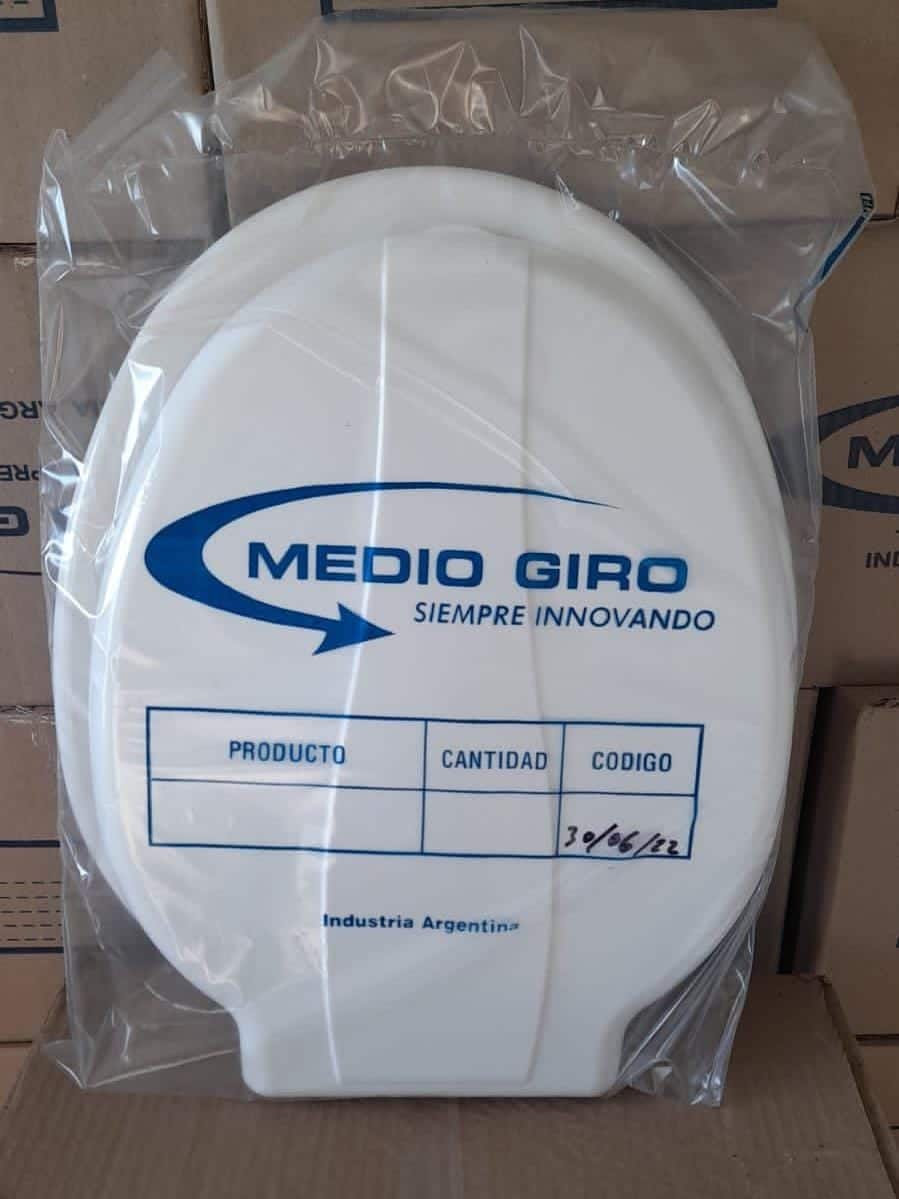 MEDIO GIRO
SIEMPRE INNOVANDO
PRODUCTO CANTIDAD CODIGO
30/06/22
Industria Argentina